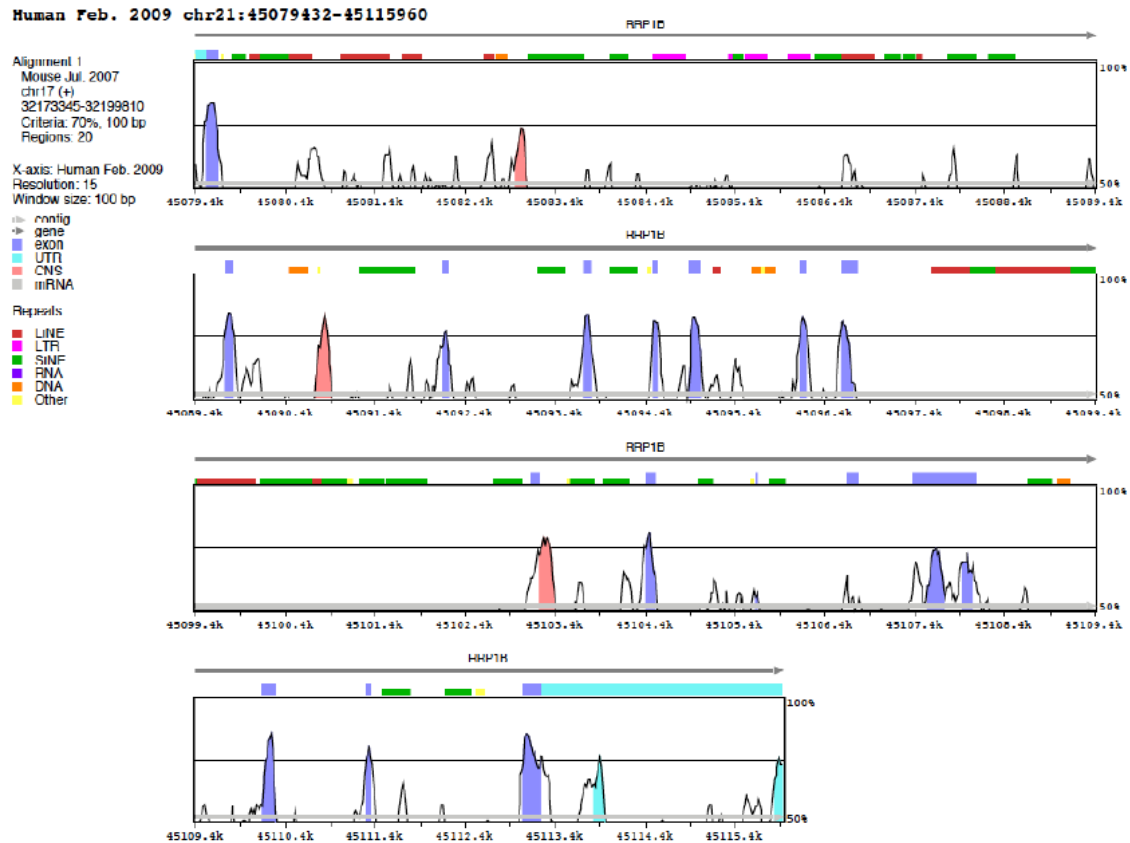 Human Feb. 2009 chr21:45079432-45115960
Alignment 1
Mouse Jul. 2007
chr17 (+)
32173345-32199810
Criteria: 70%, 100 bp
Regions: 20
X-axis: Human Feb. 2009
Resolution: 15
Window size: 100 bp
contig
gene
exon
UTR
CNS
mRNA
Repeats
LINE
LTR
SINE
RNA
DNA
Other
RRP1B
100%
50%
45079.4k 45080.4k 45081.4k 45082.4k 45083.4k 45084.4k 45085.4k 45086.4k 45087.4k 45088.4k 45089.4k
RRP1B
100%
50%
45089.4k 45090.4k 45091.4k 45092.4k 45093.4k 45094.4k 45095.4k 45096.4k 45097.4k 45098.4k 45099.4k
RRP1B
100%
50%
45099.4k 45100.4k 45101.4k 45102.4k 45103.4k 45104.4k 45105.4k 45106.4k 45107.4k 45108.4k 45109.4k
RRP1B
100%
50%
45109.4k 45110.4k 45111.4k 45112.4k 45113.4k 45114.4k 45115.4k